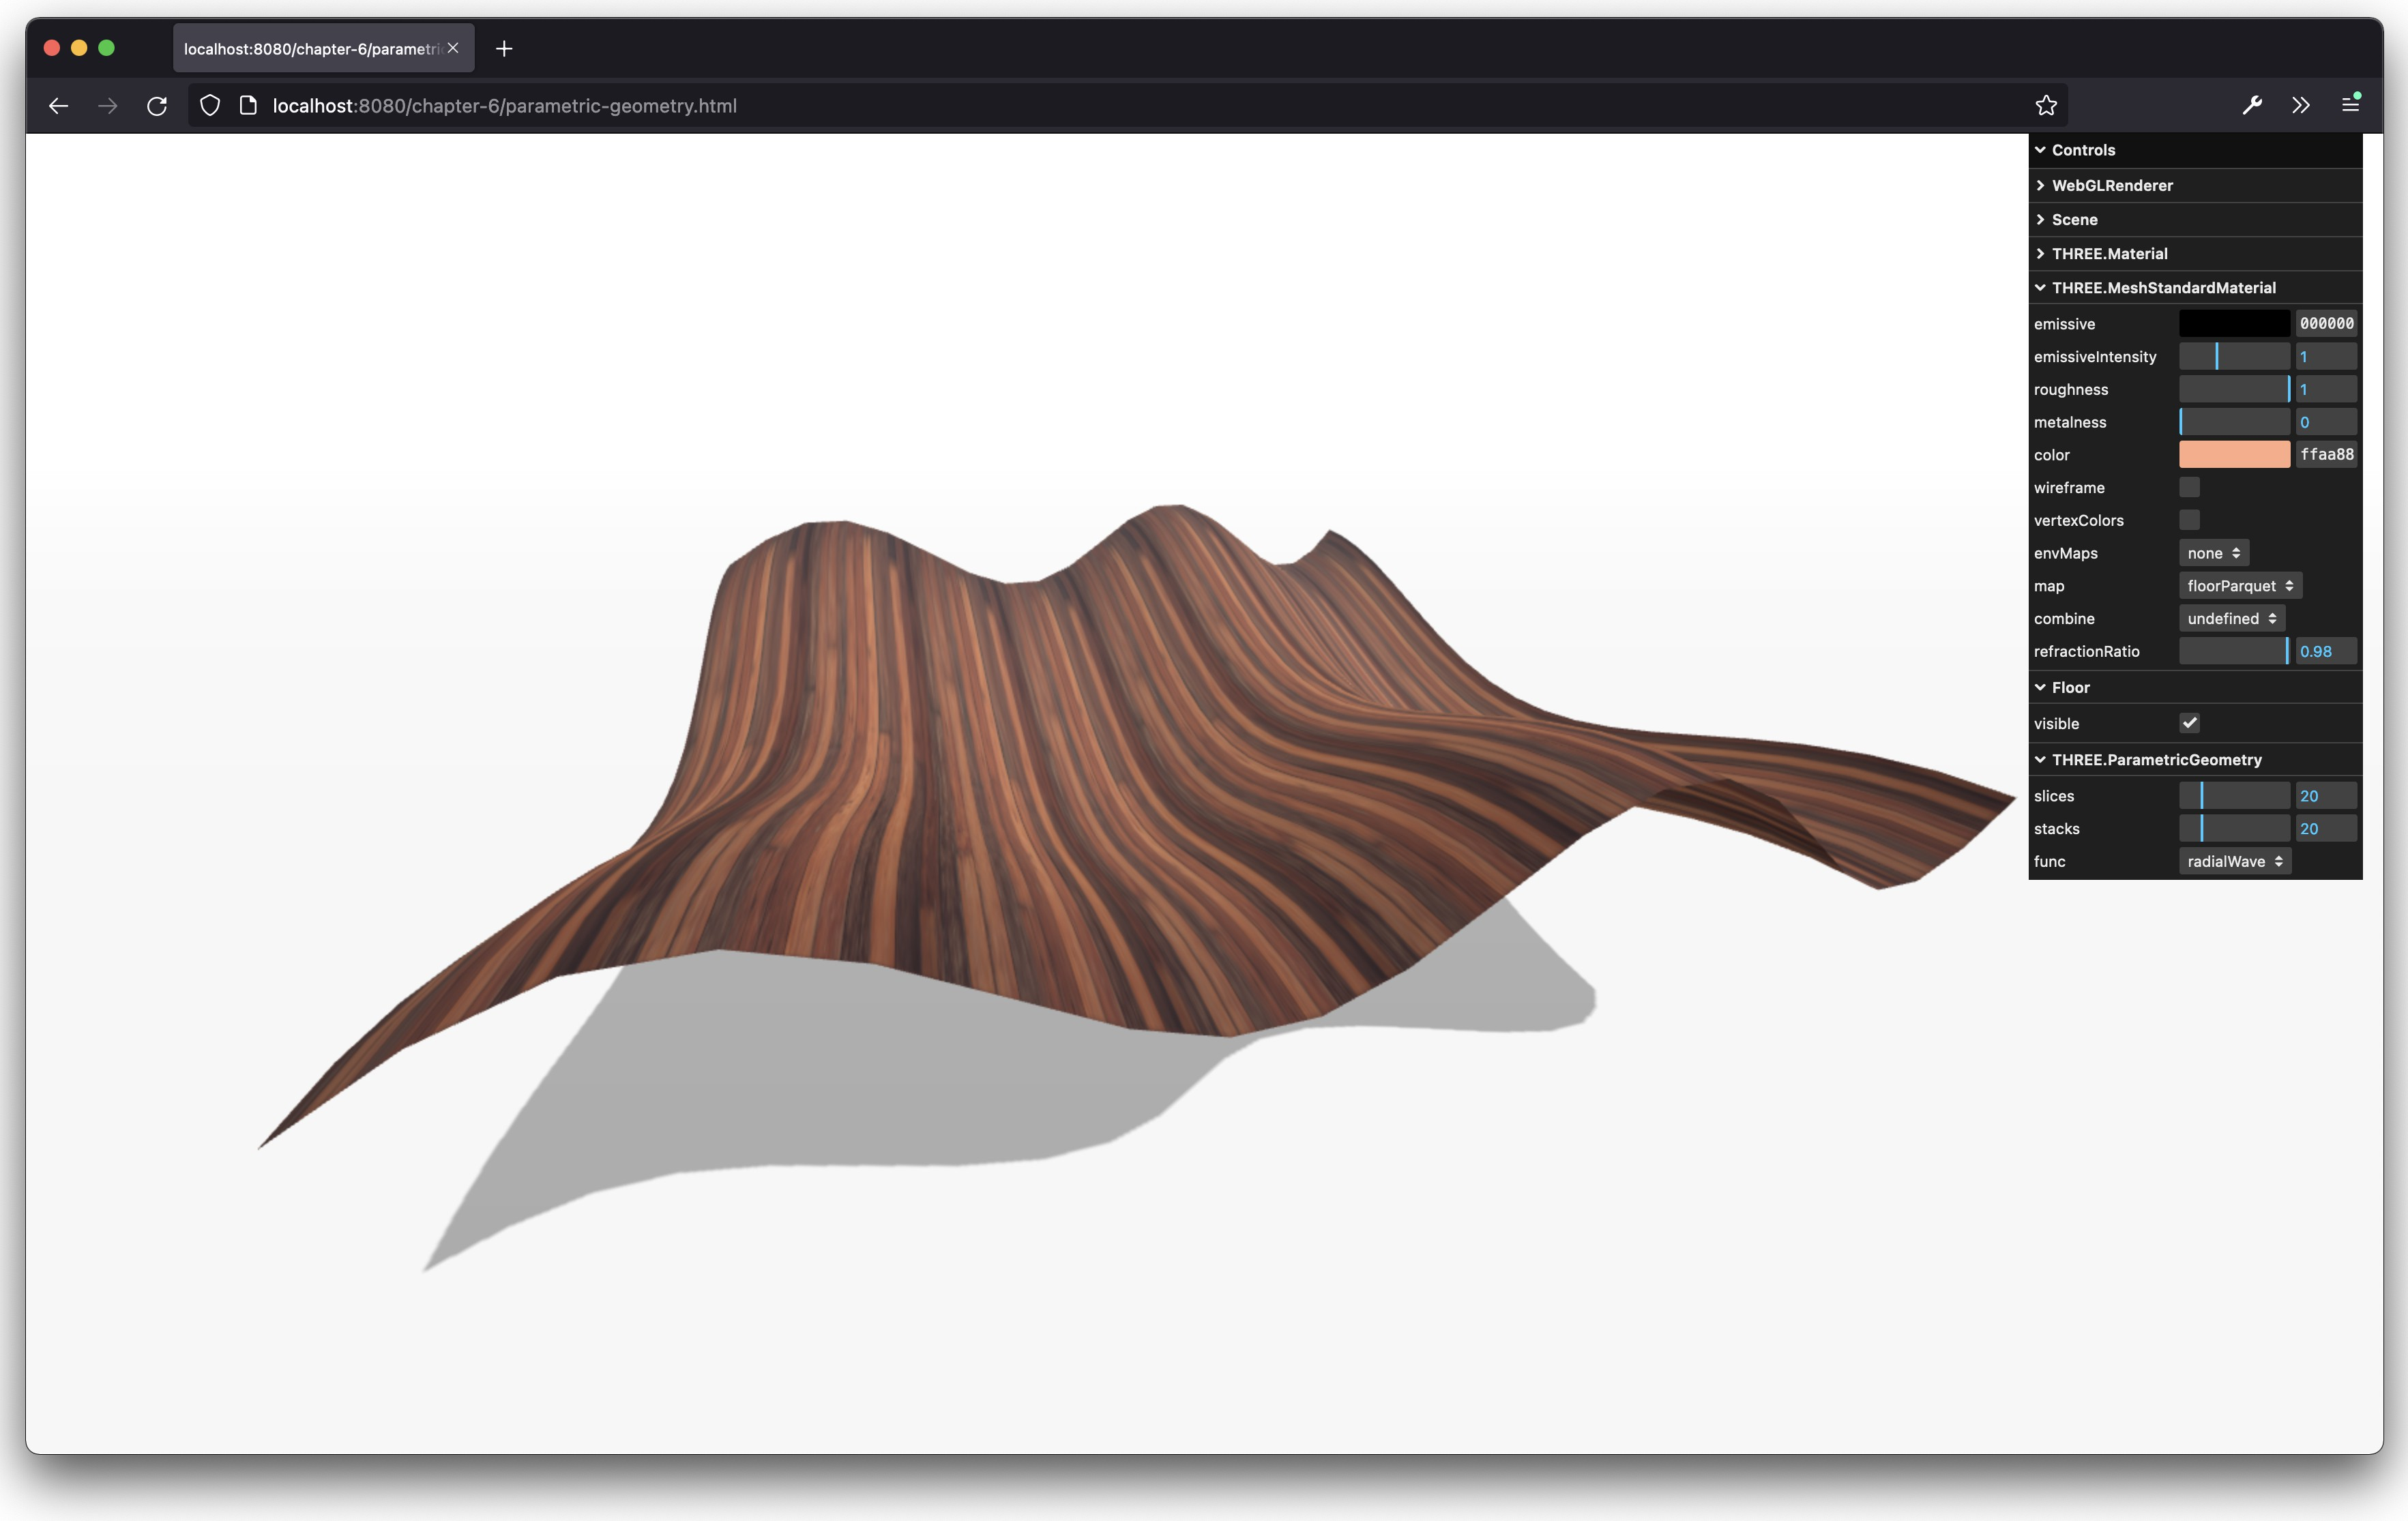 localhost:8080/chapter-6/parametri
localhost:8080/chapter-6/parametric-geometry.html
Controls
WebGLRenderer
Scene
THREE.Material
THREE.MeshStandardMaterial
emissive 000000
emissiveIntensity 1
roughness 1
metalness 0
color ffaa88
wireframe
vertexColors
envMaps none
map floorParquet
combine undefined
refractionRatio 0.98
Floor
visible
THREE.ParametricGeometry
slices 20
stacks 20
func radialWave